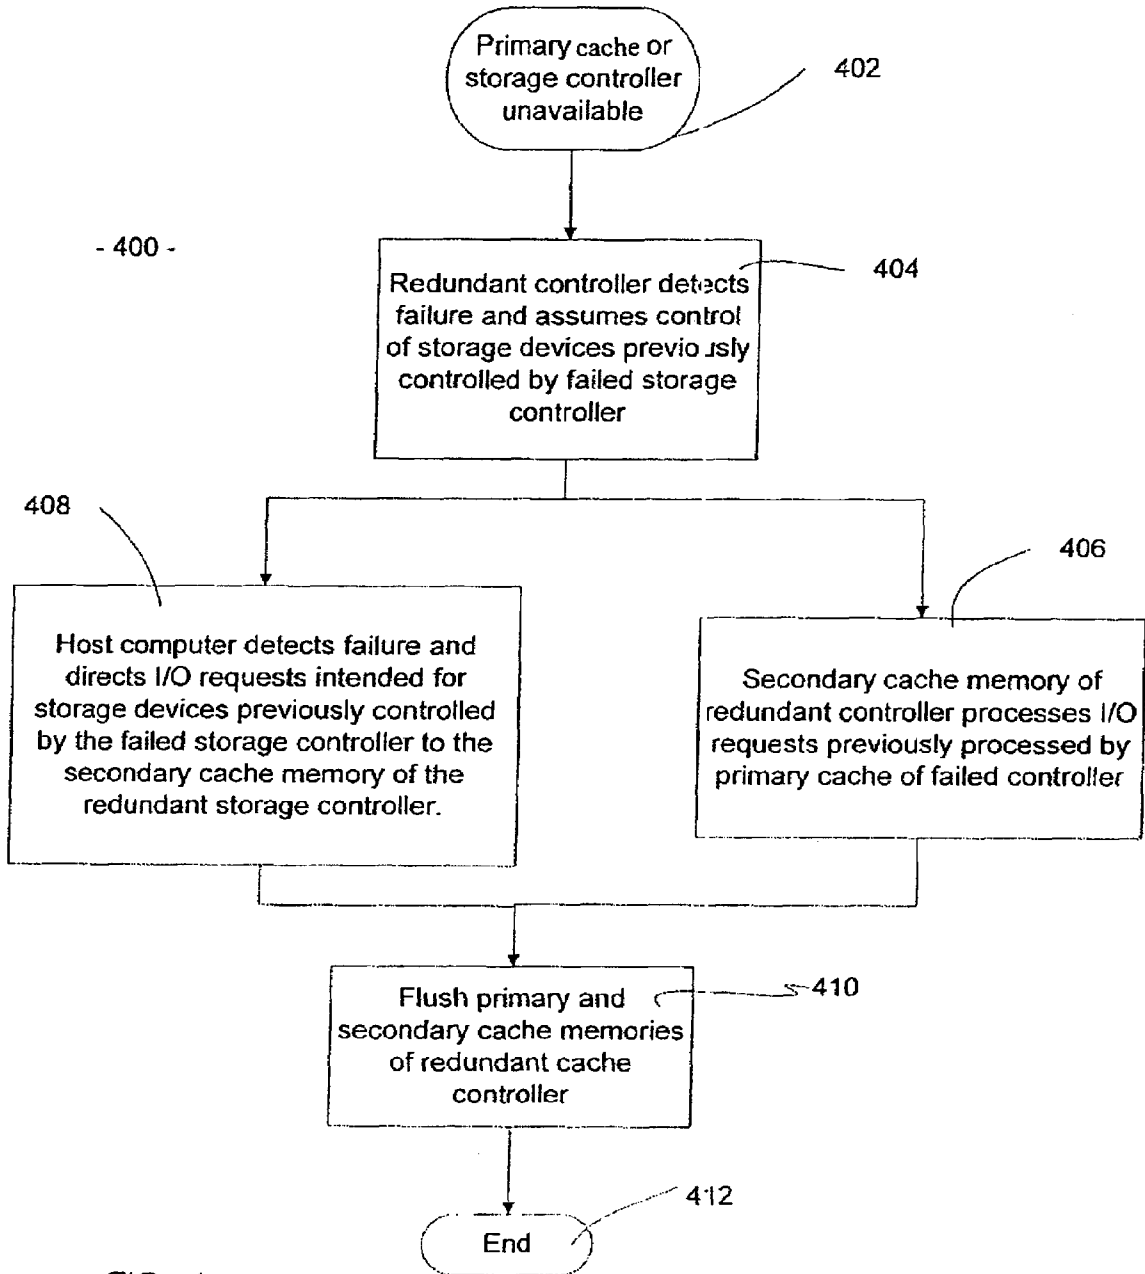 Primary cache or
storage controller
unavailable
402
- 400 -
Redundant controller detects
failure and assumes control
of storage devices previously
controlled by failed storage
controller
404
408
406
Host computer detects failure and
directs I/O requests intended for
storage devices previously controlled
by the failed storage controller to the
secondary cache memory of the
redundant storage controller.
Secondary cache memory of
redundant controller processes I/O
requests previously processed by
primary cache of failed controller
Flush primary and
secondary cache memories
of redundant cache
controller
410
412
End